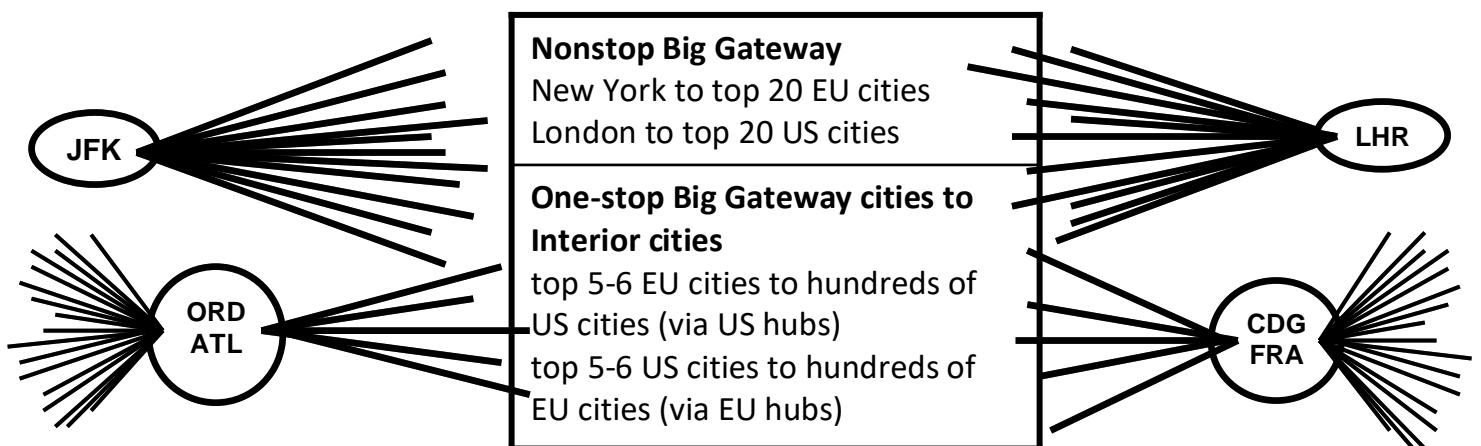 Nonstop Big Gateway
New York to top 20 EU cities
London to top 20 US cities
JFK
LHR
One-stop Big Gateway cities to
Interior cities
top 5-6 EU cities to hundreds of
US cities (via US hubs)
top 5-6 US cities to hundreds of
EU cities (via EU hubs)
ORD
ATL
CDG
FRA